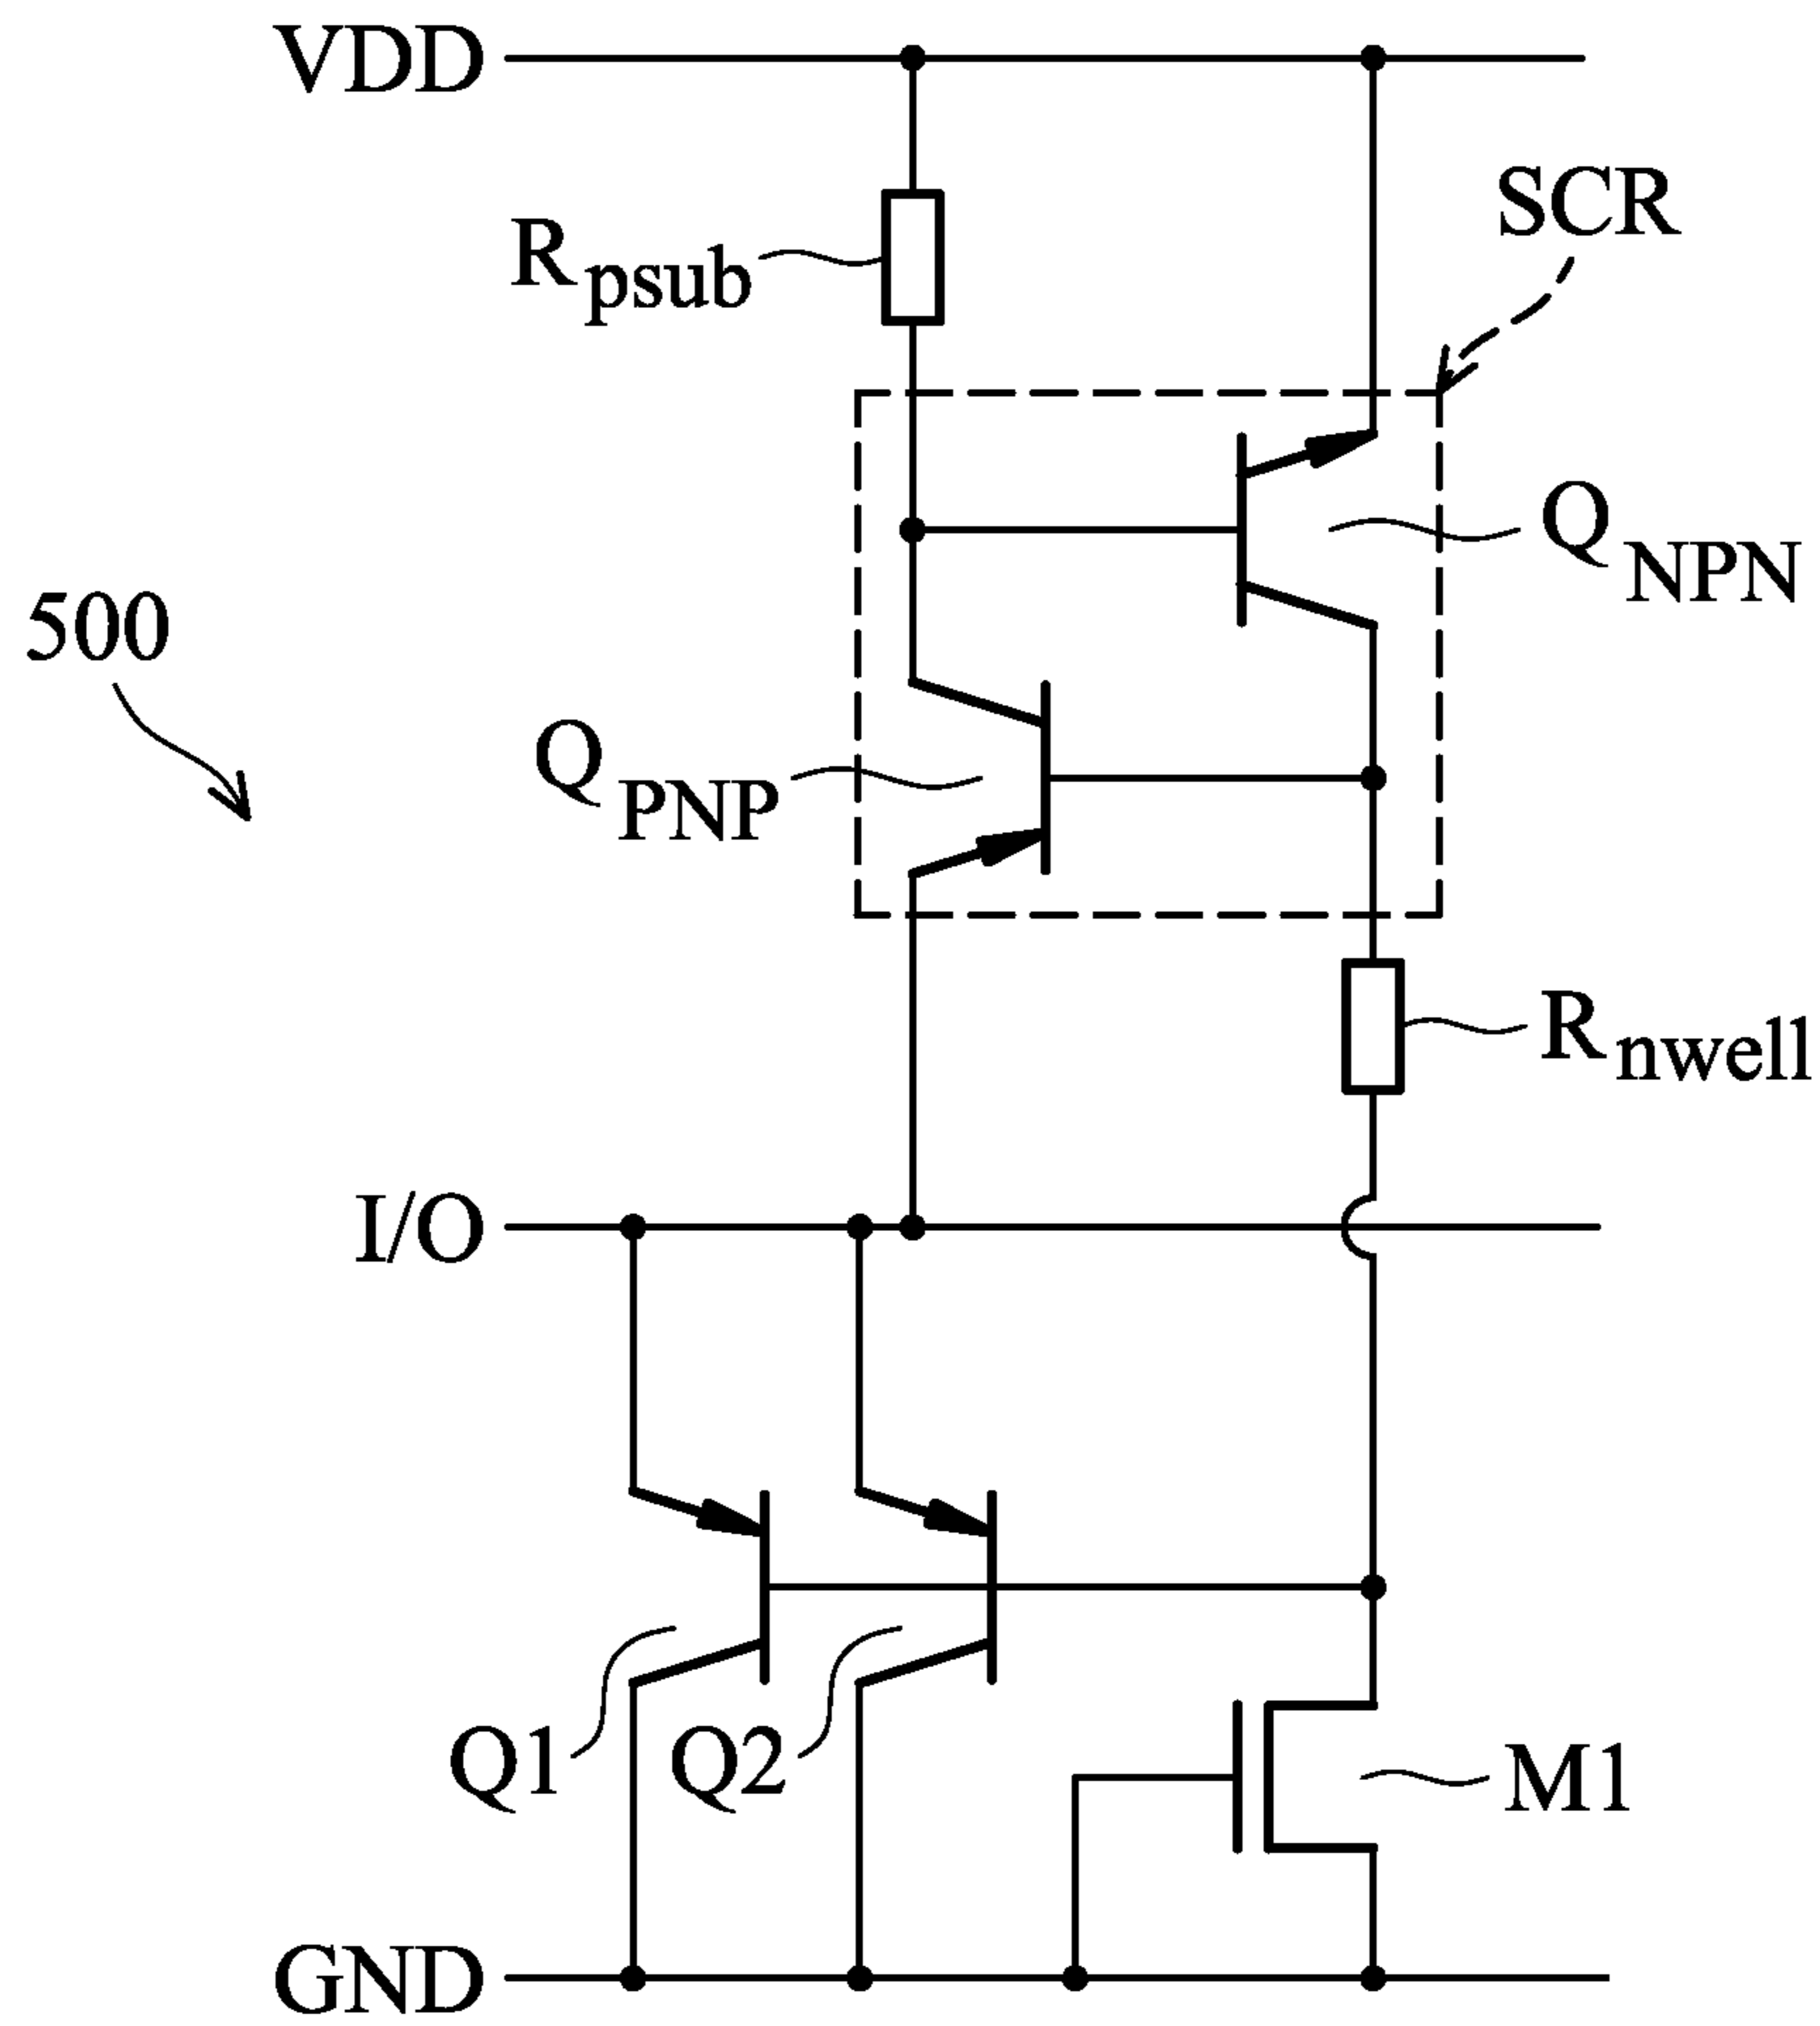 VDD
SCR
Rpsub
QNPN
500
QPNP
Rnwell
I/O
Q1
Q2
M1
GND